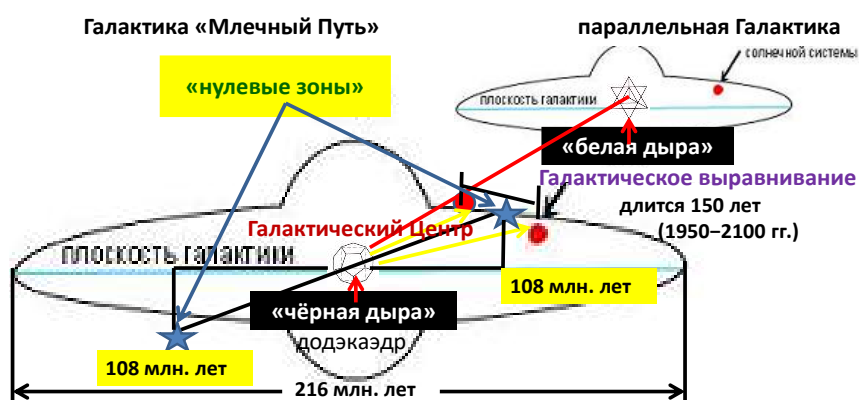 Галактика «Млечный Путь»
параллельная Галактика
солнечной системы
«нулевые зоны»
плоскость галактики
«белая дыра»
Галактическое выравнивание
длится 150 лет
(1950–2100 гг.)
Галактический Центр
плоскость галактики
108 млн. лет
«чёрная дыра»
додэкаэдр
108 млн. лет
216 млн. лет